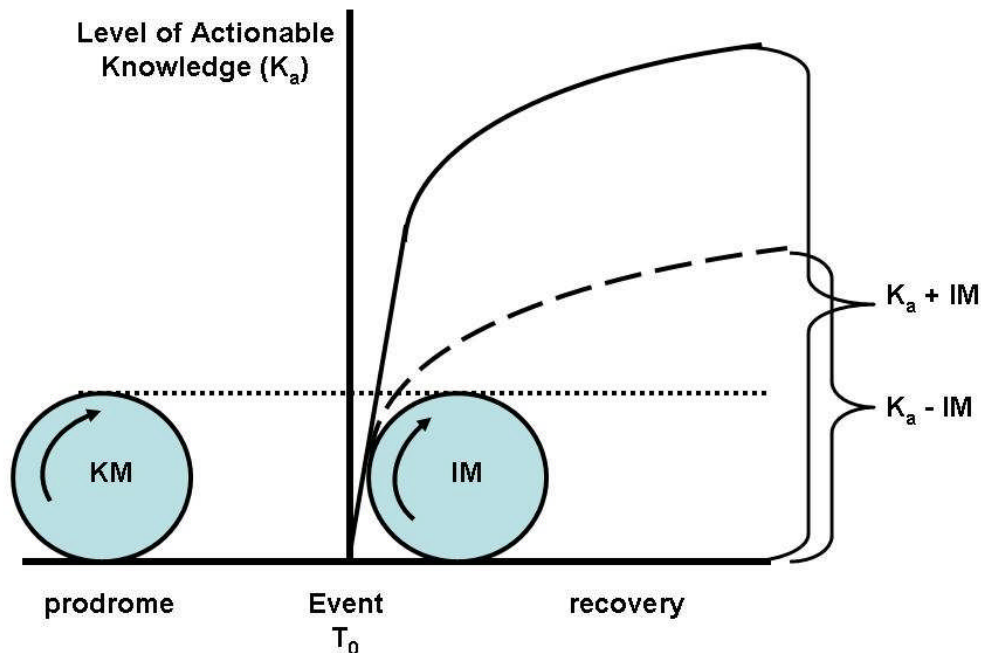 Level of Actionable
Knowledge (Kₐ)
Kₐ + IM
Kₐ - IM
KM
IM
prodrome
Event
T₀
recovery